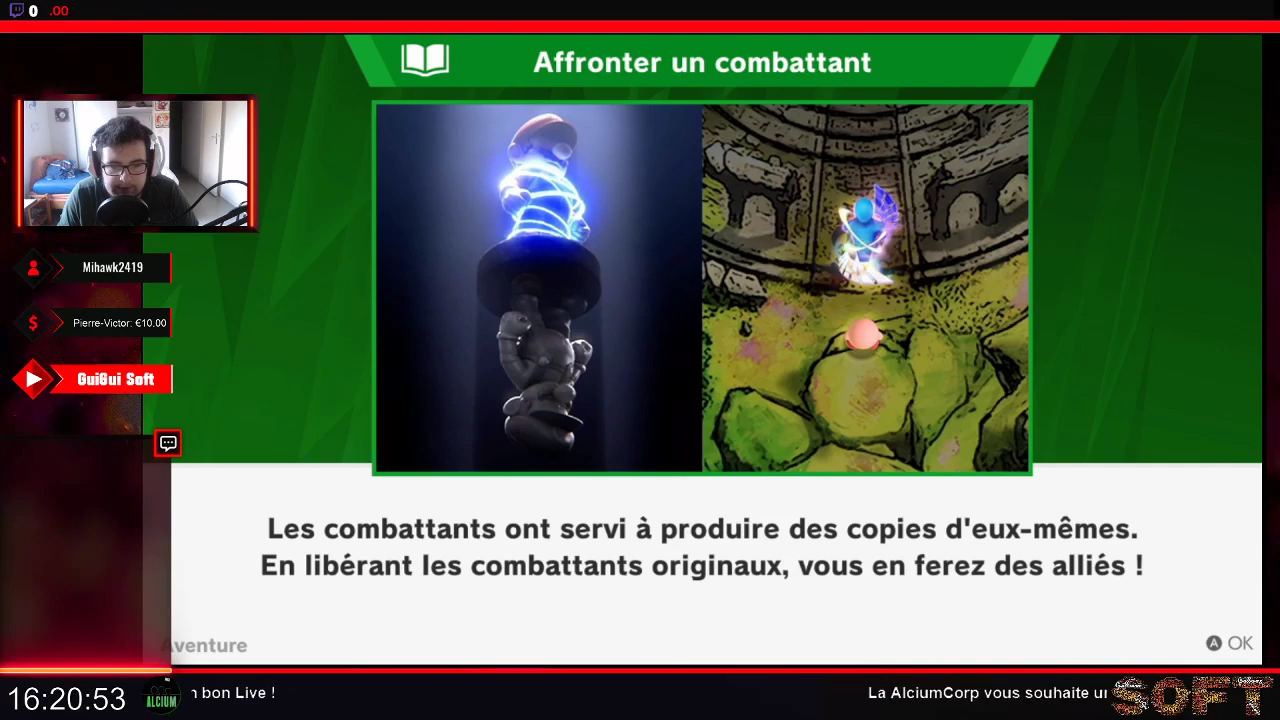 0 .00
Affronter un combattant
Mihawk2419
$ Pierre-Victor: €10.00
GuiGui Soft
Les combattants ont servi à produire des copies d'eux-mêmes.
En libérant les combattants originaux, vous en ferez des alliés !
Aventure
A OK
16:20:53
ALCIUM
n bon Live !
La AlciumCorp vous souhaite un
SOFT